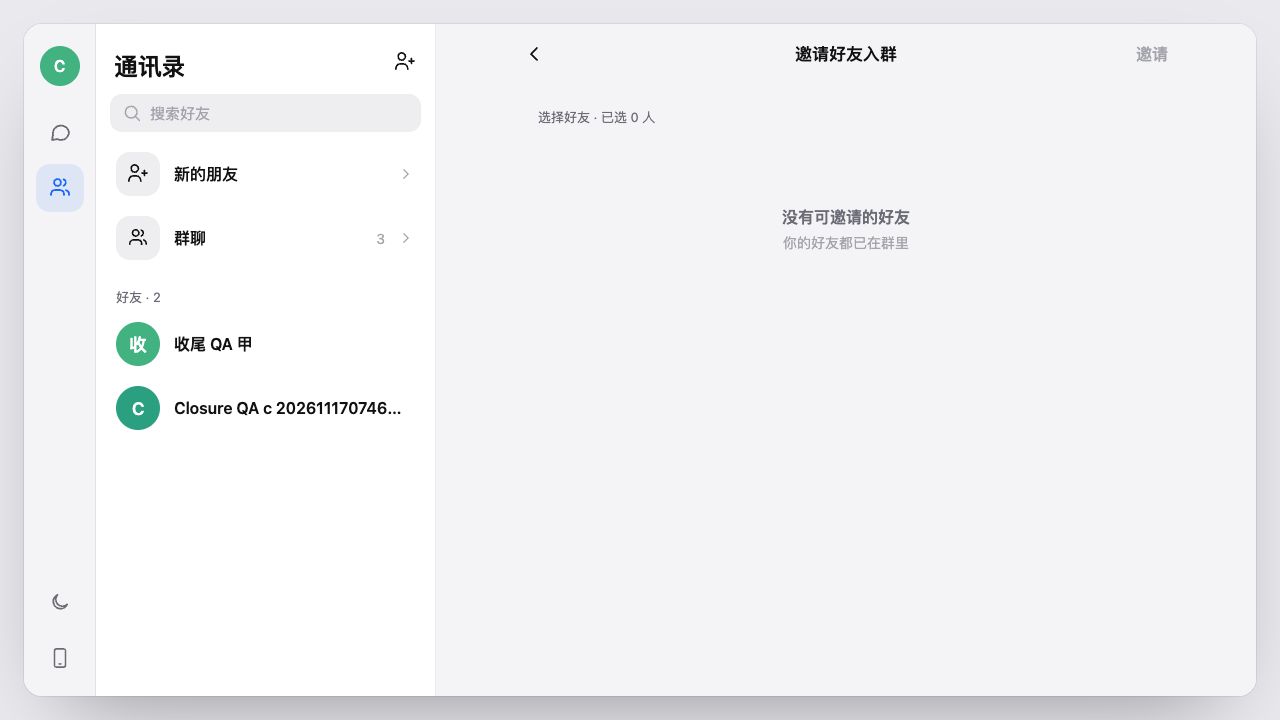 C
通讯录
搜索好友
新的朋友
群聊
3
好友 · 2
收
收尾 QA 甲
C
Closure QA c 202611170746...
邀请好友入群
邀请
选择好友 · 已选 0 人
没有可邀请的好友
你的好友都已在群里